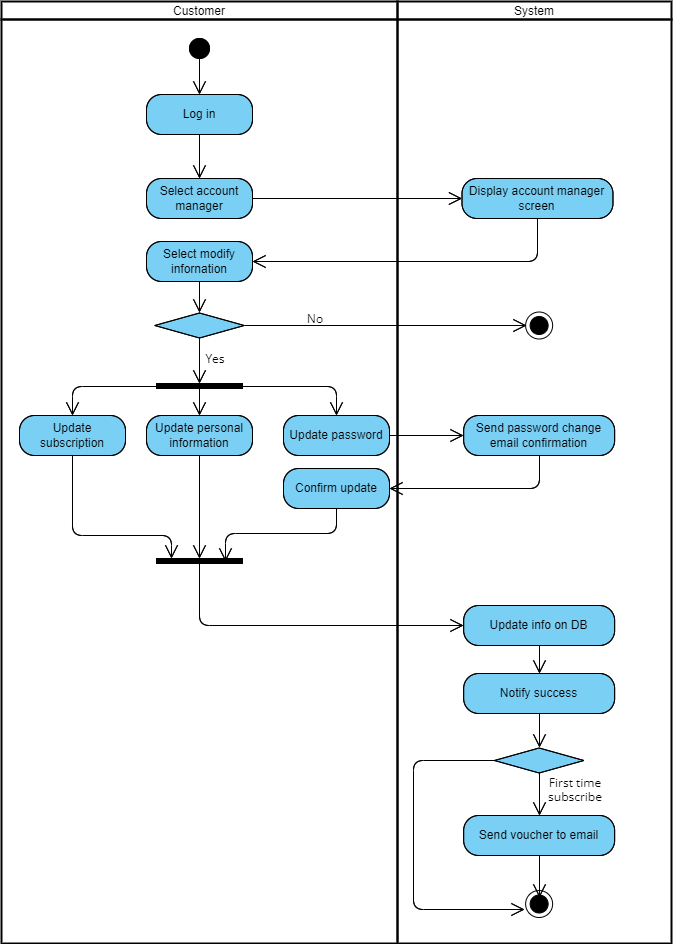 Customer
System
Log in
Select account
manager
Display account manager
screen
Select modify
infornation
No
Yes
Update
subscription
Update personal
information
Update password
Send password change
email confirmation
Confirm update
Update info on DB
Notify success
First time
subscribe
Send voucher to email